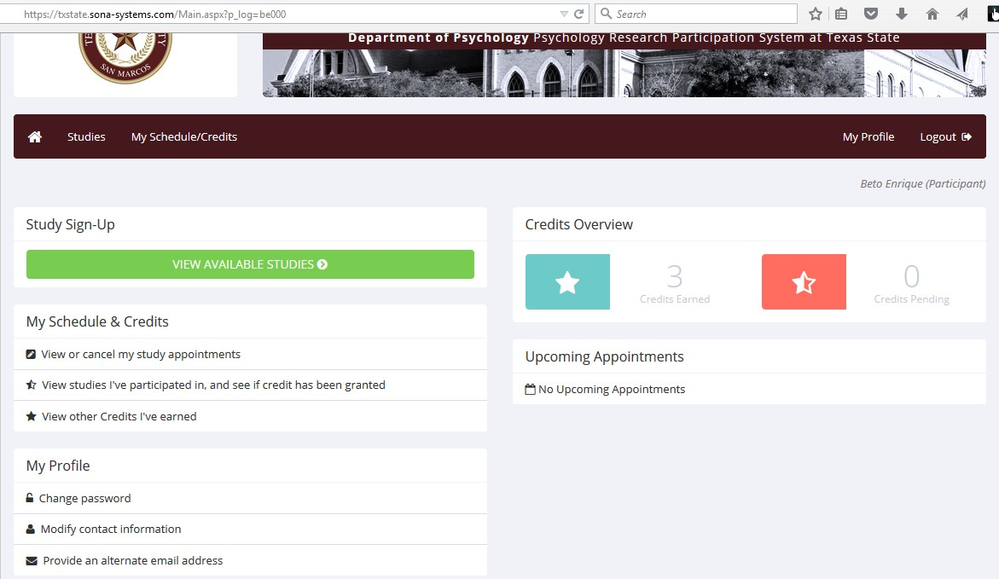 https://txstate.sona-systems.com/Main.aspx?p_log=be000
Search
SAN MARCOS
Department of Psychology Psychology Research Participation System at Texas State
Studies
My Schedule/Credits
My Profile
Logout
Beto Enrique (Participant)
Study Sign-Up
VIEW AVAILABLE STUDIES
My Schedule & Credits
View or cancel my study appointments
View studies I've participated in, and see if credit has been granted
View other Credits I've earned
My Profile
Change password
Modify contact information
Provide an alternate email address
Credits Overview
3
Credits Earned
0
Credits Pending
Upcoming Appointments
No Upcoming Appointments